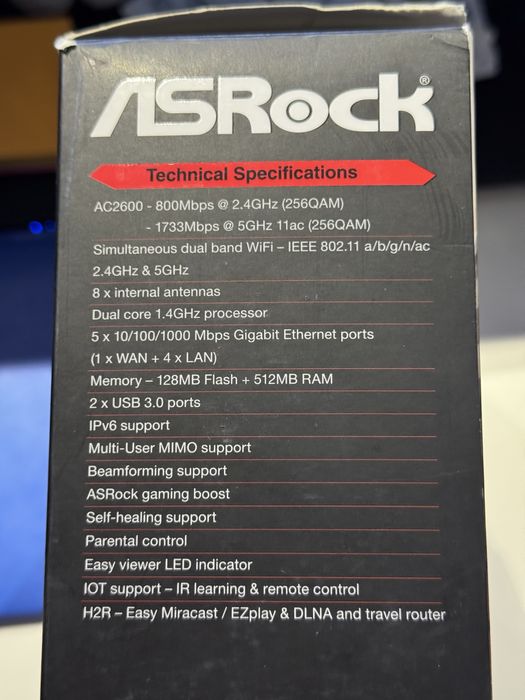 ASRock®
Technical Specifications
AC2600 - 800Mbps @ 2.4GHz (256QAM)
- 1733Mbps @ 5GHz 11ac (256QAM)
Simultaneous dual band WiFi – IEEE 802.11 a/b/g/n/ac
2.4GHz & 5GHz
8 x internal antennas
Dual core 1.4GHz processor
5 x 10/100/1000 Mbps Gigabit Ethernet ports
(1 x WAN + 4 x LAN)
Memory – 128MB Flash + 512MB RAM
2 x USB 3.0 ports
IPv6 support
Multi-User MIMO support
Beamforming support
ASRock gaming boost
Self-healing support
Parental control
Easy viewer LED indicator
IOT support – IR learning & remote control
H2R – Easy Miracast / EZplay & DLNA and travel router